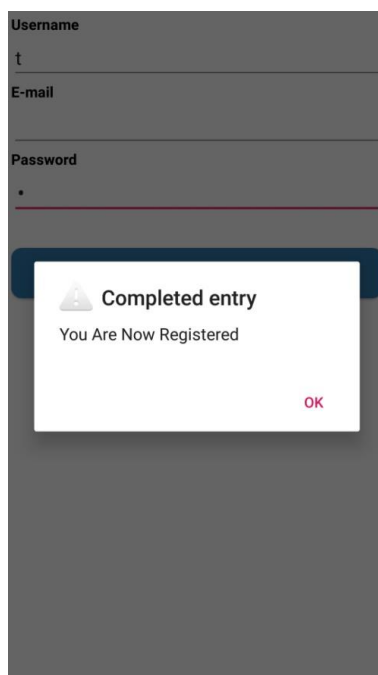 Username
t
E-mail
Password
•
Completed entry
You Are Now Registered
OK